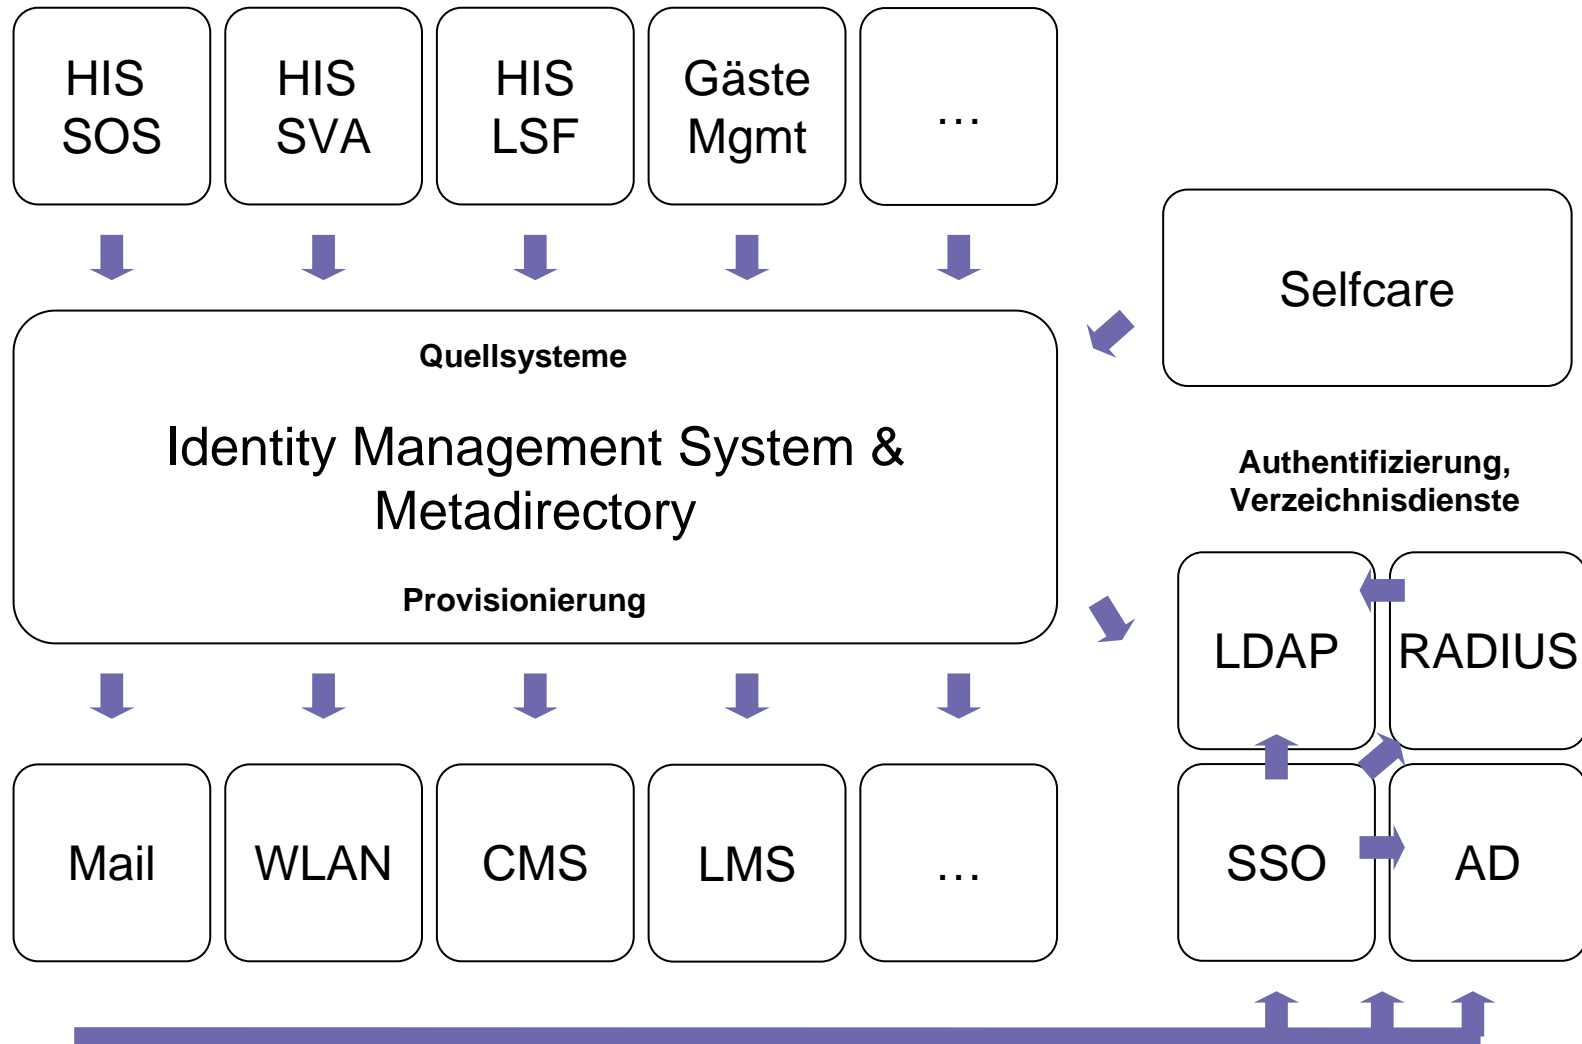 HIS
SOS
HIS
SVA
HIS
LSF
Gäste
Mgmt
…
Selfcare
Quellsysteme
Identity Management System &
Metadirectory
Provisionierung
Authentifizierung,
Verzeichnisdienste
LDAP
RADIUS
Mail
WLAN
CMS
LMS
…
SSO
AD